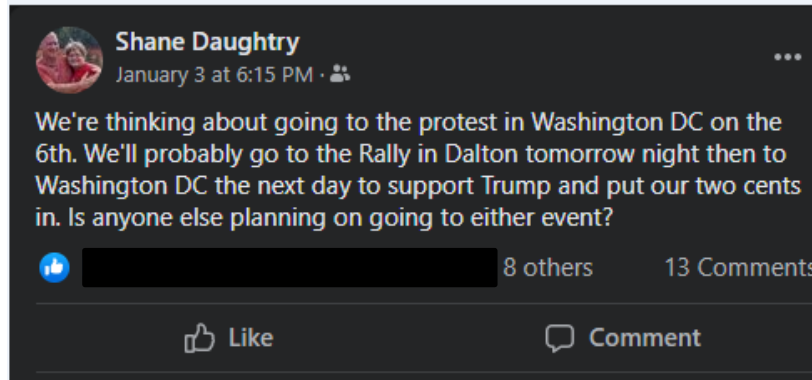 Shane Daughtry
January 3 at 6:15 PM ·
We're thinking about going to the protest in Washington DC on the
6th. We'll probably go to the Rally in Dalton tomorrow night then to
Washington DC the next day to support Trump and put our two cents
in. Is anyone else planning on going to either event?
8 others 13 Comments
Like Comment